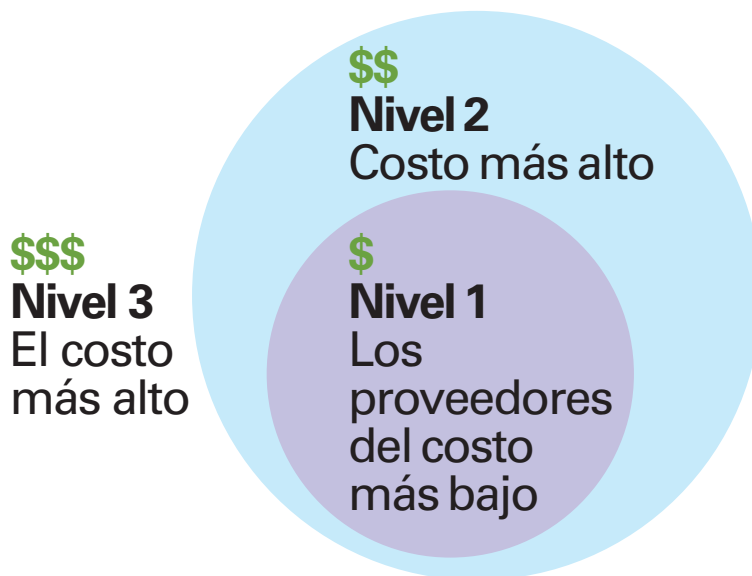 $$
Nivel 2
Costo más alto
$$$
Nivel 3
El costo
más alto
$
Nivel 1
Los
proveedores
del costo
más bajo